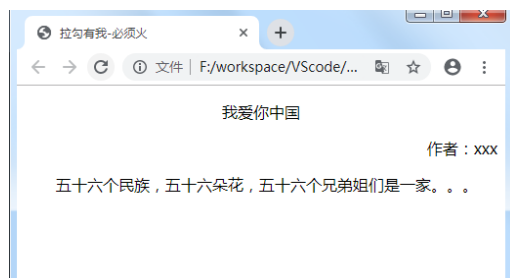 拉勾有我-必须火
文件 | F:/workspace/VScode/...
我爱你中国
作者：xxx
五十六个民族，五十六朵花，五十六个兄弟姐们是一家。。。